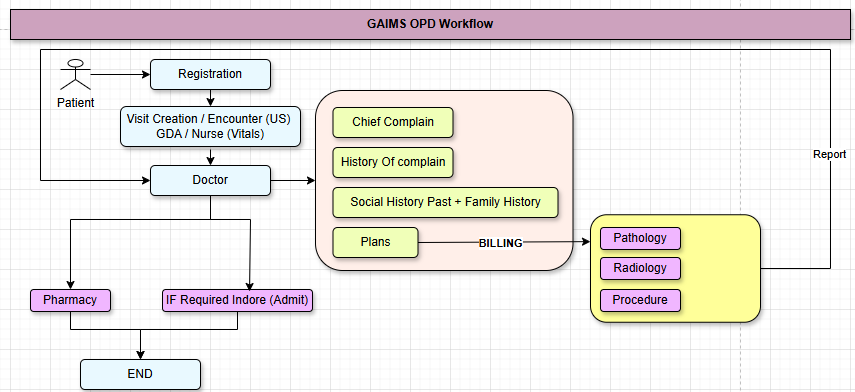 GAIMS OPD Workflow
Patient
Registration
Visit Creation / Encounter (US)
GDA / Nurse (Vitals)
Doctor
Chief Complain
History Of complain
Social History Past + Family History
Plans
BILLING
Pathology
Radiology
Procedure
Report
Pharmacy
IF Required Indore (Admit)
END